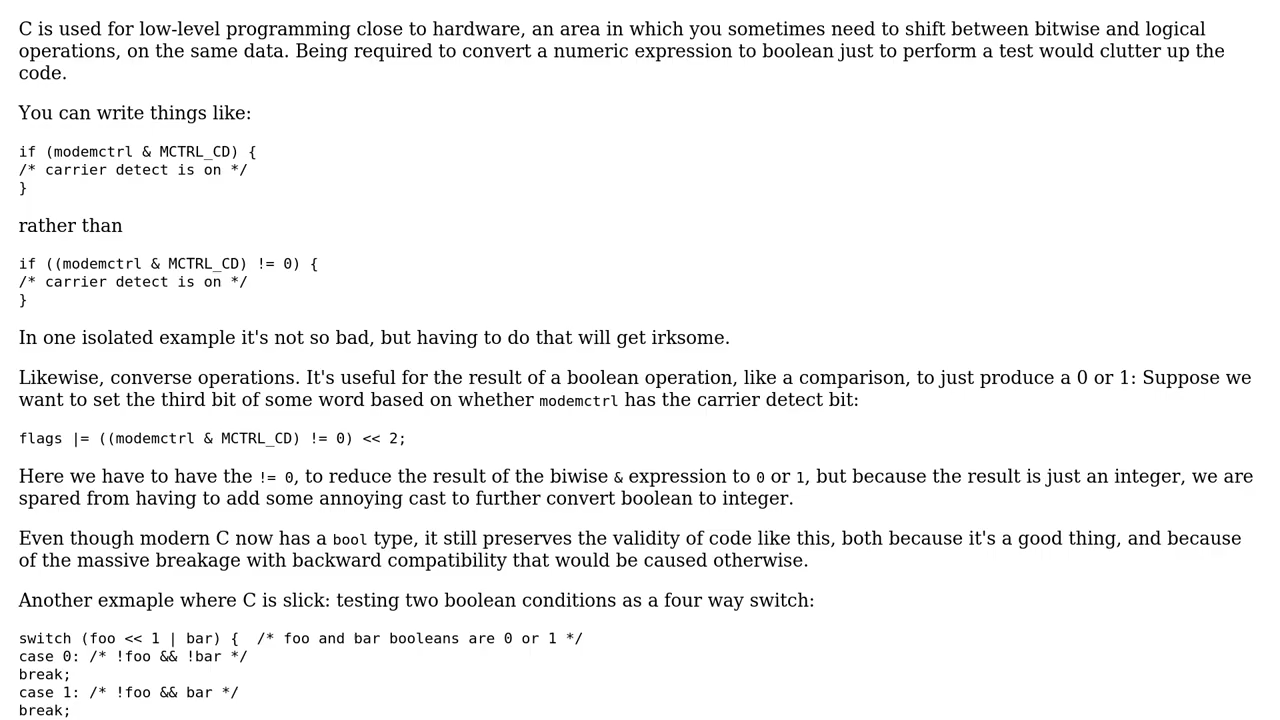 C is used for low-level programming close to hardware, an area in which you sometimes need to shift between bitwise and logical
operations, on the same data. Being required to convert a numeric expression to boolean just to perform a test would clutter up the
code.
You can write things like:
if (modemctrl & MCTRL_CD) {
/* carrier detect is on */
}
rather than
if ((modemctrl & MCTRL_CD) != 0) {
/* carrier detect is on */
}
In one isolated example it's not so bad, but having to do that will get irksome.
Likewise, converse operations. It's useful for the result of a boolean operation, like a comparison, to just produce a 0 or 1: Suppose we
want to set the third bit of some word based on whether modemctrl has the carrier detect bit:
flags |= ((modemctrl & MCTRL_CD) != 0) << 2;
Here we have to have the != 0, to reduce the result of the biwise & expression to 0 or 1, but because the result is just an integer, we are
spared from having to add some annoying cast to further convert boolean to integer.
Even though modern C now has a bool type, it still preserves the validity of code like this, both because it's a good thing, and because
of the massive breakage with backward compatibility that would be caused otherwise.
Another exmaple where C is slick: testing two boolean conditions as a four way switch:
switch (foo << 1 | bar) {  /* foo and bar booleans are 0 or 1 */
case 0: /* !foo && !bar */
break;
case 1: /* !foo && bar */
break;